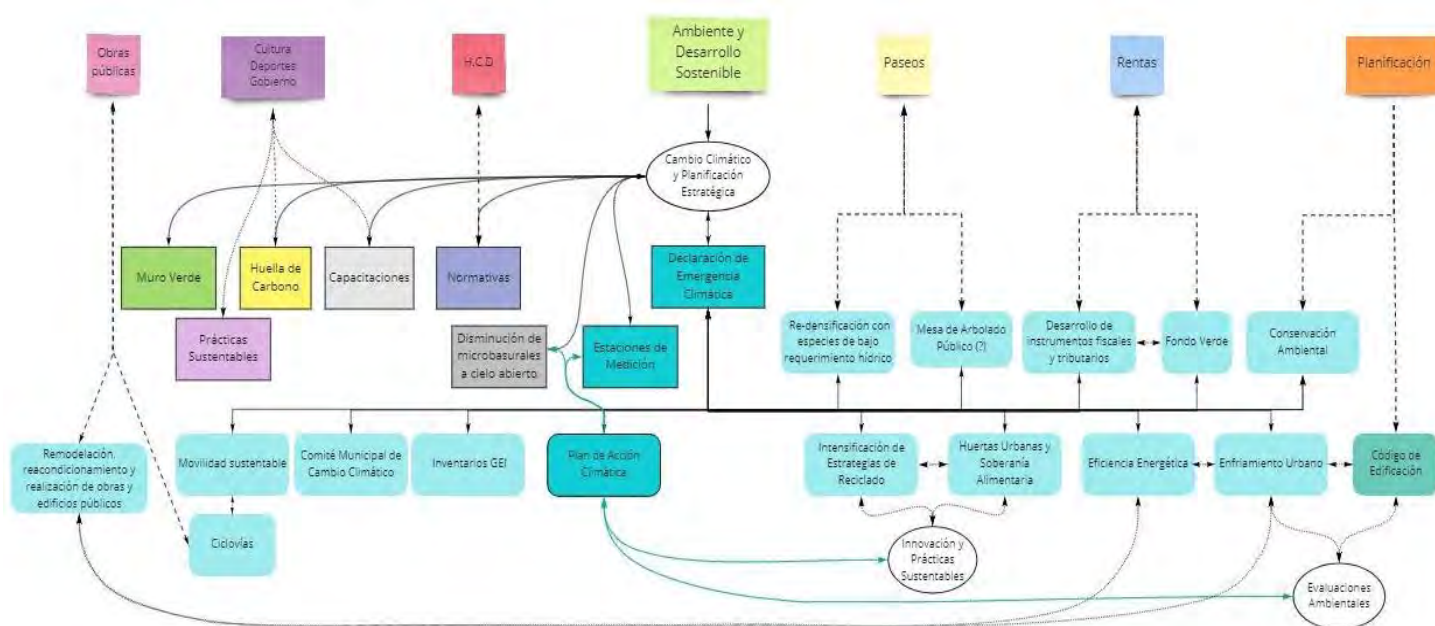 Obras
públicas
Cultura
Deportes
Gobierno
H.C.D
Ambiente y
Desarrollo
Sostenible
Paseos
Rentas
Planificación
Cambio Climático
y Planificación
Estratégica
Muro Verde
Huella de
Carbono
Capacitaciones
Normativas
Declaración de
Emergencia
Climática
Prácticas
Sustentables
Disminución de
microbasurales
a cielo abierto
Estaciones de
Medición
Re-densificación con
especies de bajo
requerimiento hídrico
Mesa de Arbolado
Público (?)
Desarrollo de
instrumentos fiscales
y tributarios
Fondo Verde
Conservación
Ambiental
Remodelación,
reacondicionamiento y
realización de obras y
edificios públicos
Movilidad sustentable
Comité Municipal de
Cambio Climático
Inventarios GEI
Plan de Acción
Climática
Intensificación de
Estrategias de
Reciclado
Huertas Urbanas y
Soberanía
Alimentaria
Eficiencia Energética
Enfriamiento Urbano
Código de
Edificación
Ciclovías
Innovación y
Prácticas
Sustentables
Evaluaciones
Ambientales